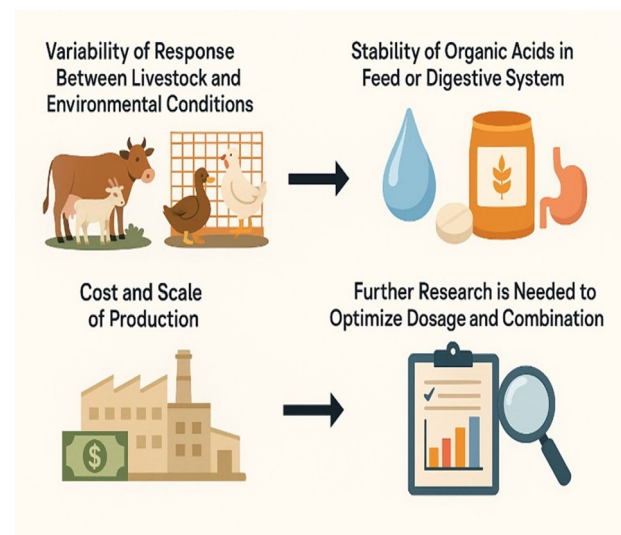 Variability of Response
Between Livestock and
Environmental Conditions
Stability of Organic Acids in
Feed or Digestive System
Cost and Scale
of Production
$
Further Research is Needed to
Optimize Dosage and Combination